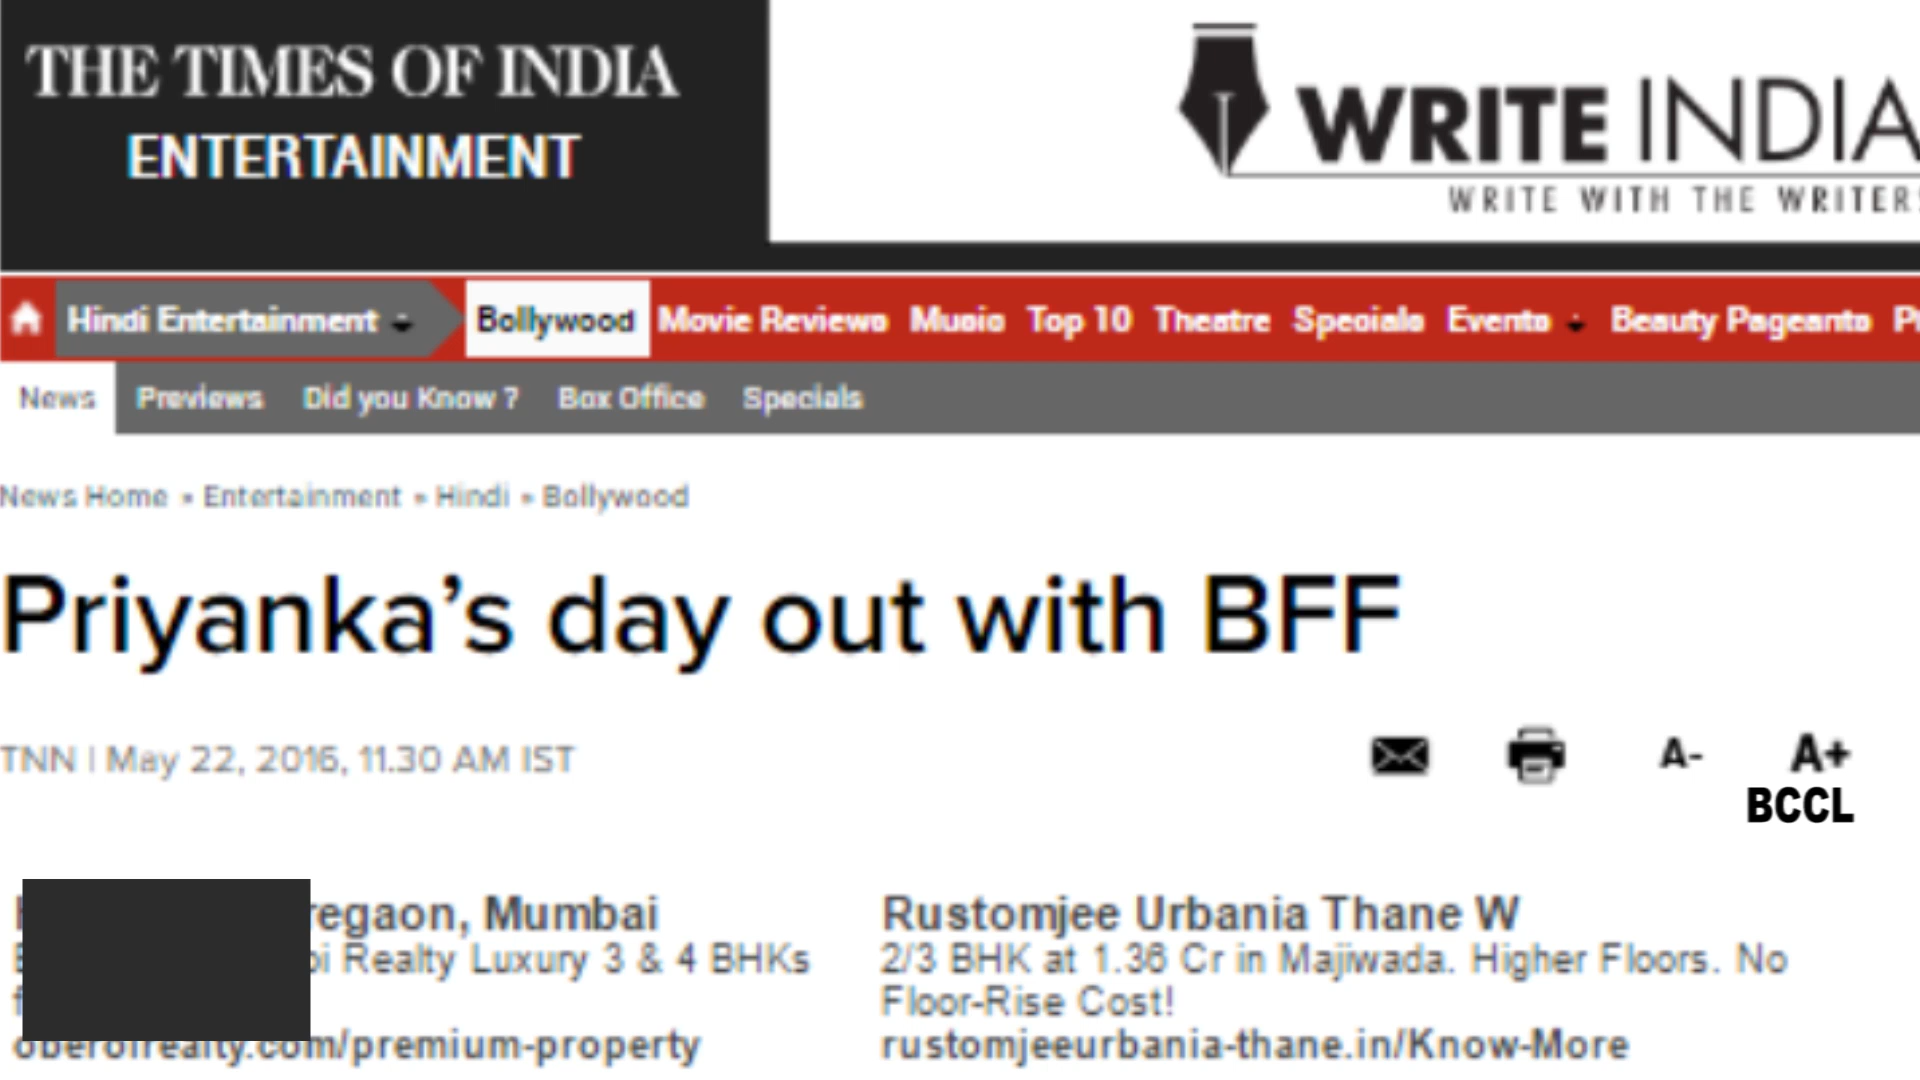 THE TIMES OF INDIA
ENTERTAINMENT
WRITE INDIA
WRITE WITH THE WRITERS
Hindi Entertainment Bollywood Movie Reviews Music Top 10 Theatre Specials Events Beauty Pageants
News Previews Did you Know ? Box Office Specials
News Home » Entertainment » Hindi » Bollywood
Priyanka’s day out with BFF
TNN | May 22, 2016, 11.30 AM IST
A- A+
BCCL
Mumbai
Realty Luxury 3 & 4 BHKs
oberoirealty.com/premium-property
Rustomjee Urbania Thane W
2/3 BHK at 1.36 Cr in Majiwada. Higher Floors. No
Floor-Rise Cost!
rustomjeeurbania-thane.in/Know-More